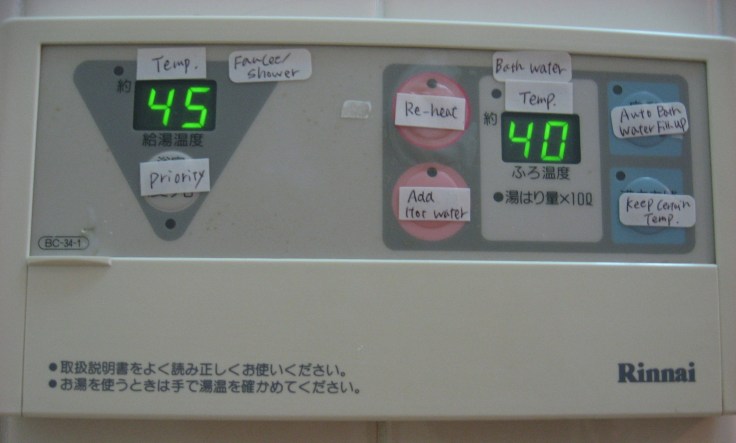 Temp.
Faucet/
shower
約
45
給湯温度
priority
BC-34-1
Re-heat
Add
Hot water
Bath water
Temp.
約
40
ふろ温度
●湯はり量×10ℓ
Auto Bath
Water Fill-up
Keep Certain
Temp.
●取扱説明書をよく読み正しくお使いください。
●お湯を使うときは手で湯温を確かめてください。
Rinnai